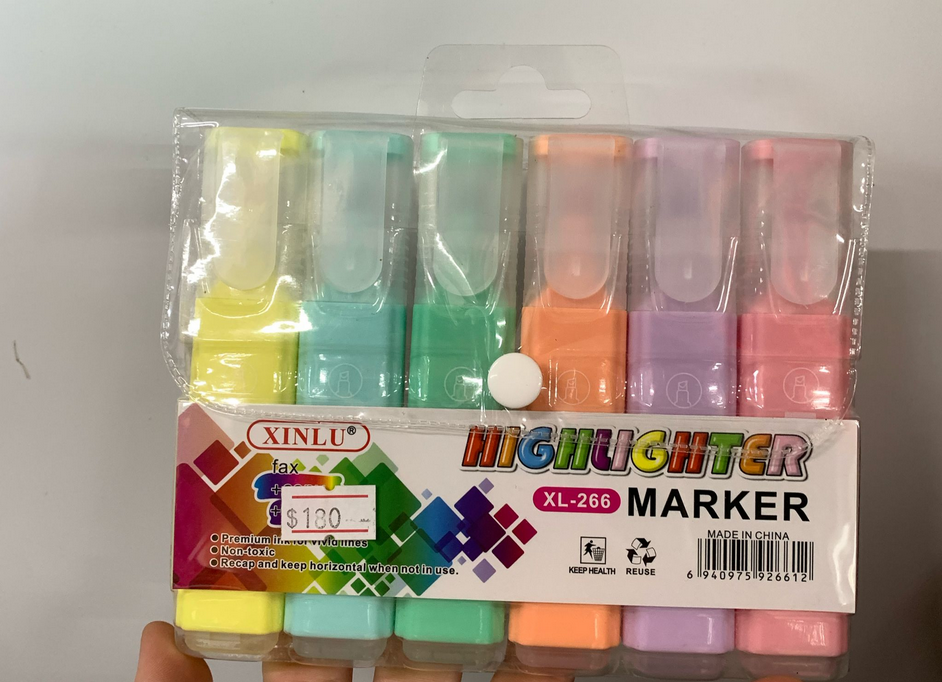 XINLU®
fax
$180
• Premium ink for vivid lines
• Non-toxic
• Recap and keep horizontal when not in use.
HIGHLIGHTER
XL-266 MARKER
MADE IN CHINA
KEEP HEALTH REUSE
6 940975 926612